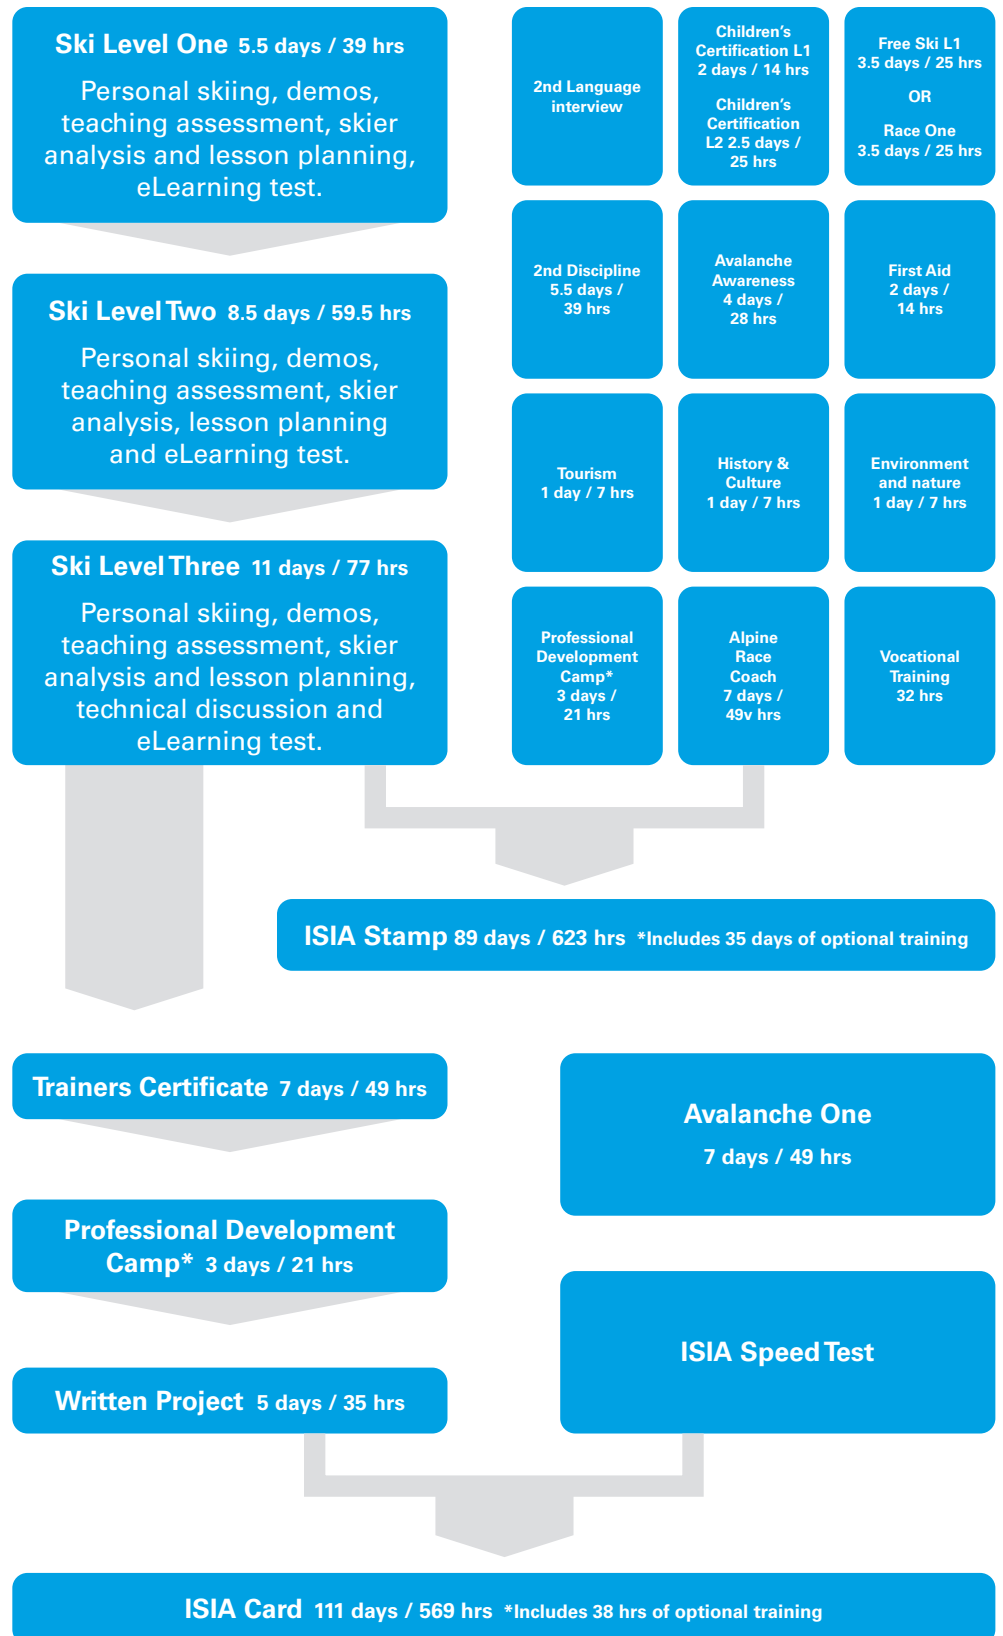 Ski Level One 5.5 days / 39 hrs
Personal skiing, demos,
teaching assessment, skier
analysis and lesson planning,
eLearning test.
Ski Level Two 8.5 days / 59.5 hrs
Personal skiing, demos,
teaching assessment, skier
analysis, lesson planning
and eLearning test.
Ski Level Three 11 days / 77 hrs
Personal skiing, demos,
teaching assessment, skier
analysis and lesson planning,
technical discussion and
eLearning test.
2nd Language
interview
Children's
Certification L1
2 days / 14 hrs
Children's
Certification
L2 2.5 days /
25 hrs
Free Ski L1
3.5 days / 25 hrs
OR
Race One
3.5 days / 25 hrs
2nd Discipline
5.5 days /
39 hrs
Avalanche
Awareness
4 days /
28 hrs
First Aid
2 days /
14 hrs
Tourism
1 day / 7 hrs
History &
Culture
1 day / 7 hrs
Environment
and nature
1 day / 7 hrs
Professional
Development
Camp*
3 days /
21 hrs
Alpine
Race
Coach
7 days /
49v hrs
Vocational
Training
32 hrs
ISIA Stamp 89 days / 623 hrs *Includes 35 days of optional training
Trainers Certificate 7 days / 49 hrs
Professional Development
Camp* 3 days / 21 hrs
Written Project 5 days / 35 hrs
Avalanche One
7 days / 49 hrs
ISIA Speed Test
ISIA Card 111 days / 569 hrs *Includes 38 hrs of optional training